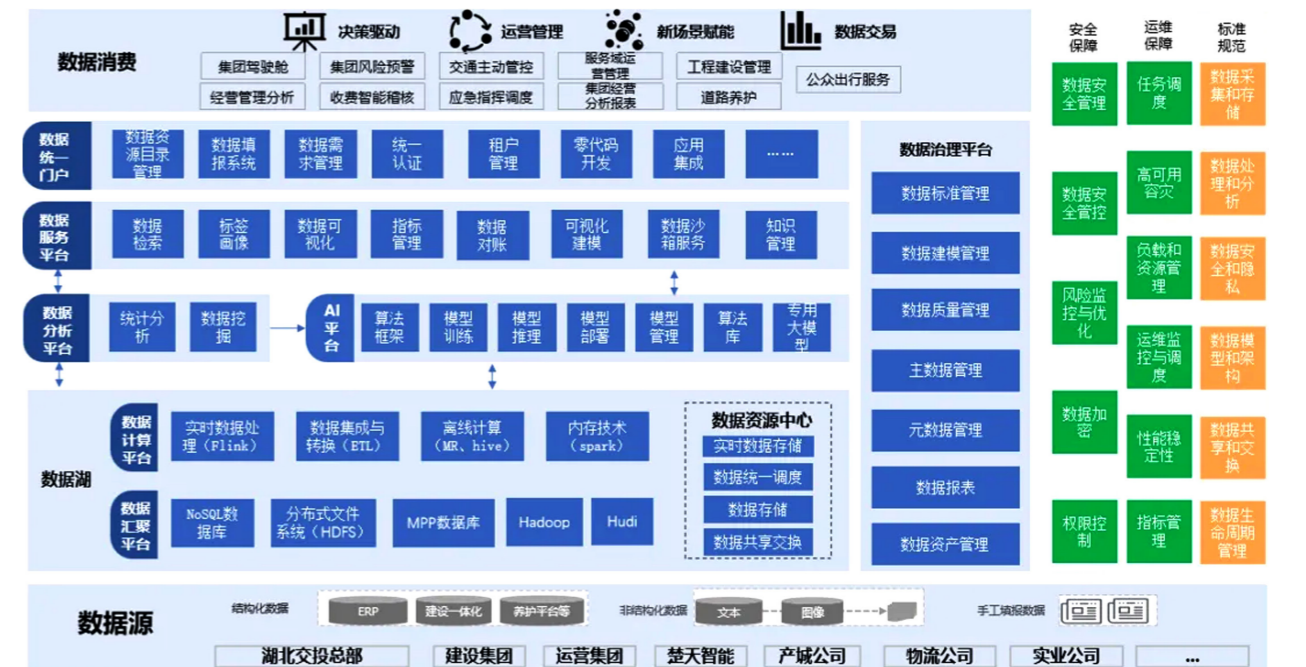 数据消费
决策驱动
运营管理
新场景赋能
数据交易
集团驾驶舱
集团风险预警
交通主动管控
服务域运
营管理
工程建设管理
公众出行服务
经营管理分析
收费智能稽核
应急指挥调度
集团经营
分析报表
道路养护
数据
统一
门户
数据资
源目录
管理
数据填
报系统
数据需
求管理
统一
认证
租户
管理
零代码
开发
应用
集成
……
数据
服务
平台
数据
检索
标签
画像
数据可
视化
指标
管理
数据
对账
可视化
建模
数据沙
箱服务
知识
管理
数据
分析
平台
统计分
析
数据挖
掘
AI
平
台
算法
框架
模型
训练
模型
推理
模型
部署
模型
管理
算法
库
专用
大模
型
数据湖
数据
计算
平台
实时数据处
理（Flink）
数据集成与
转换（ETL）
离线计算
（MR、hive）
内存技术
（spark）
数据
汇聚
平台
NoSQL数
据库
分布式文件
系统（HDFS）
MPP数据库
Hadoop
Hudi
数据资源中心
实时数据存储
数据统一调度
数据存储
数据共享交换
数据治理平台
数据标准管理
数据建模管理
数据质量管理
主数据管理
元数据管理
数据报表
数据资产管理
安全
保障
数据安
全管理
数据安
全管控
风险监
控与优
化
数据加
密
权限控
制
运维
保障
任务调
度
高可用
容灾
负载和
资源管
理
运维监
控与调
度
性能稳
定性
指标管
理
标准
规范
数据采
集和存
储
数据处
理和分
析
数据安
全和隐
私
数据模
型和架
构
数据共
享和交
换
数据生
命周期
管理
数据源
结构化数据
ERP
建设一体化
养护平台等
非结构化数据
文本
图像
手工填报数据
湖北交投总部
建设集团
运营集团
楚天智能
产城公司
物流公司
实业公司
...